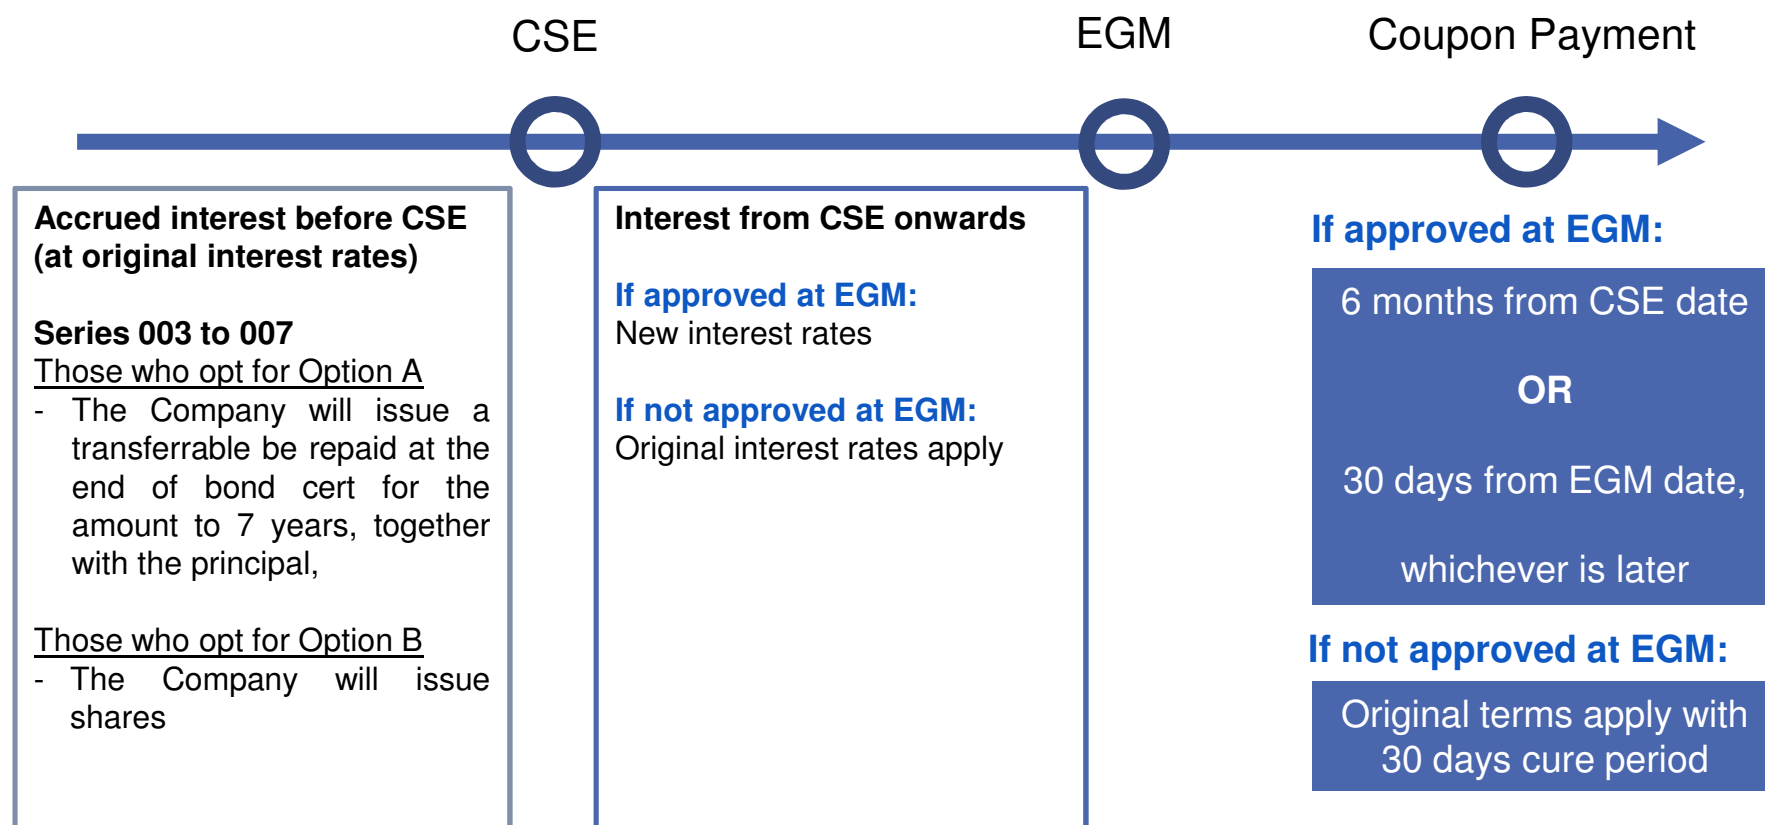 CSE
EGM
Coupon Payment
Accrued interest before CSE
(at original interest rates)
Series 003 to 007
Those who opt for Option A
- The Company will issue a
transferrable be repaid at the
end of bond cert for the
amount to 7 years, together
with the principal,
Those who opt for Option B
- The Company will issue
shares
Interest from CSE onwards
If approved at EGM:
New interest rates
If not approved at EGM:
Original interest rates apply
If approved at EGM:
6 months from CSE date
OR
30 days from EGM date,
whichever is later
If not approved at EGM:
Original terms apply with
30 days cure period